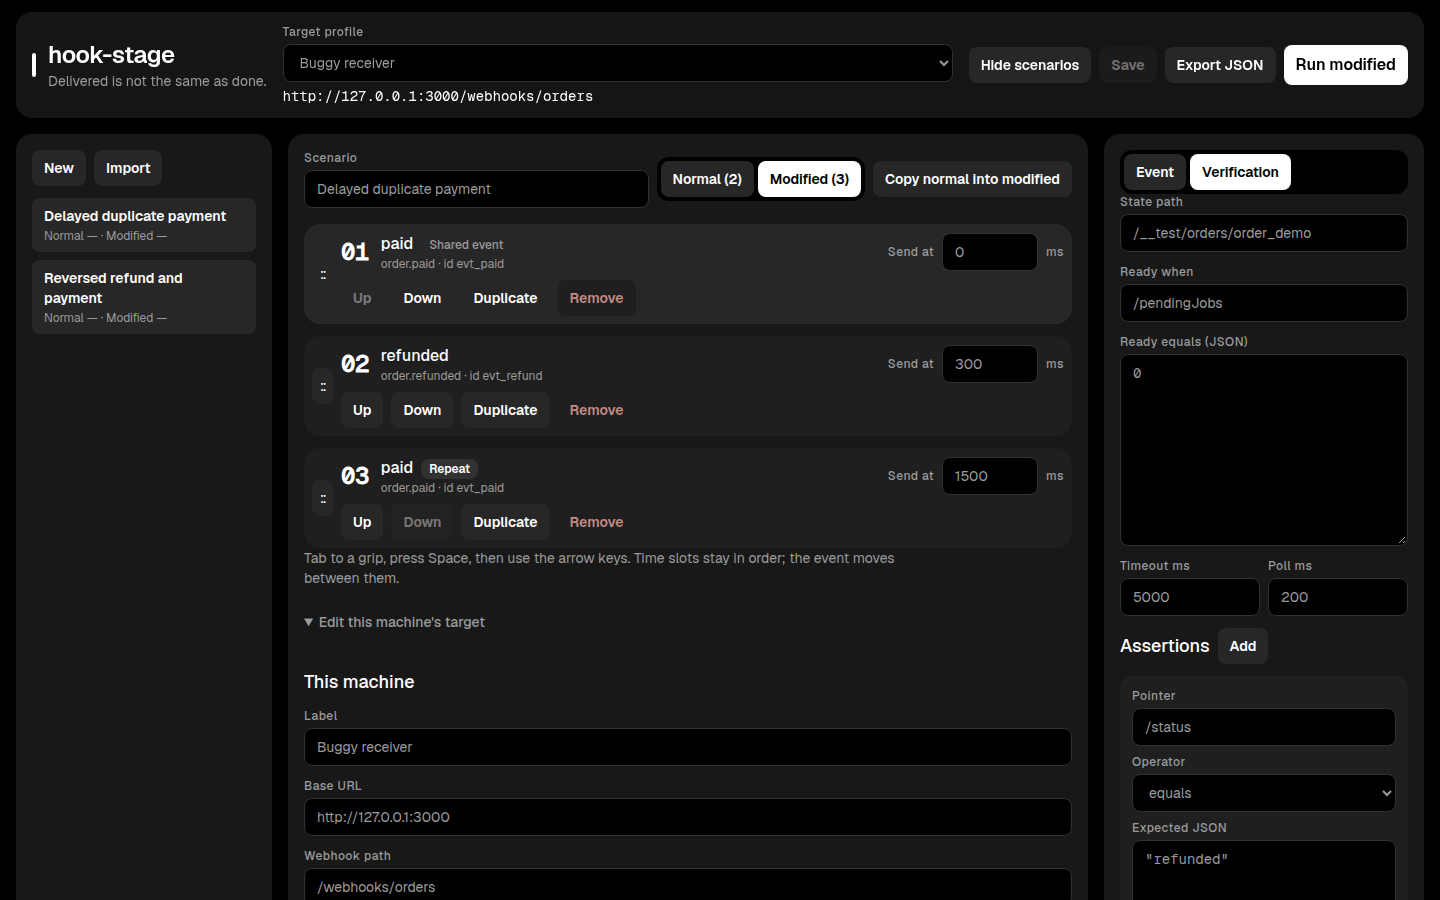 hook-stage
Delivered is not the same as done.
Target profile
Buggy receiver
http://127.0.0.1:3000/webhooks/orders
Hide scenarios
Save
Export JSON
Run modified
New
Import
Delayed duplicate payment
Normal — · Modified —
Reversed refund and
payment
Normal — · Modified —
Scenario
Delayed duplicate payment
Normal (2)
Modified (3)
Copy normal into modified
01
paid
Shared event
order.paid · id evt_paid
Send at
0
ms
Up
Down
Duplicate
Remove
02
refunded
order.refunded · id evt_refund
Send at
300
ms
Up
Down
Duplicate
Remove
03
paid
Repeat
order.paid · id evt_paid
Send at
1500
ms
Up
Down
Duplicate
Remove
Tab to a grip, press Space, then use the arrow keys. Time slots stay in order; the event moves
between them.
▼ Edit this machine's target
This machine
Label
Buggy receiver
Base URL
http://127.0.0.1:3000
Webhook path
/webhooks/orders
Event
Verification
State path
/__test/orders/order_demo
Ready when
/pendingJobs
Ready equals (JSON)
0
Timeout ms
Poll ms
5000
200
Assertions
Add
Pointer
/status
Operator
equals
Expected JSON
"refunded"